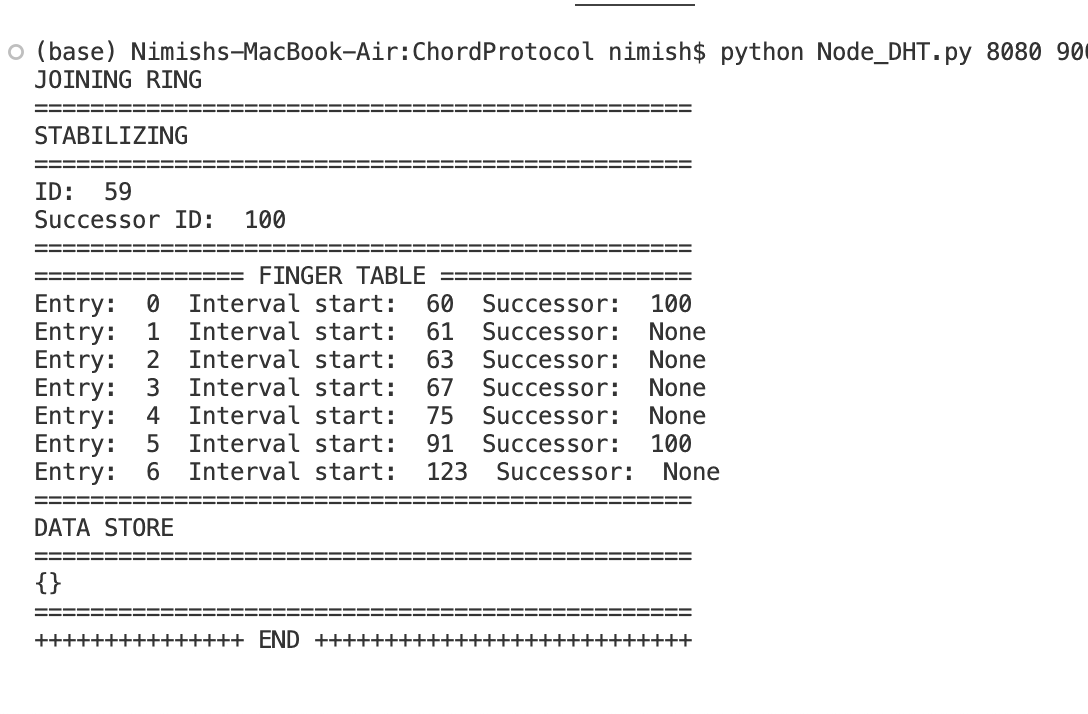 (base) Nimishs-MacBook-Air:ChordProtocol nimish$ python Node_DHT.py 8080 900
JOINING RING
===============================================
STABILIZING
===============================================
ID:  59
Successor ID:  100
===============================================
=============== FINGER TABLE ==================
Entry:  0  Interval start:  60  Successor:  100
Entry:  1  Interval start:  61  Successor:  None
Entry:  2  Interval start:  63  Successor:  None
Entry:  3  Interval start:  67  Successor:  None
Entry:  4  Interval start:  75  Successor:  None
Entry:  5  Interval start:  91  Successor:  100
Entry:  6  Interval start:  123  Successor:  None
===============================================
DATA STORE
===============================================
{}
===============================================
+++++++++++++++ END +++++++++++++++++++++++++++